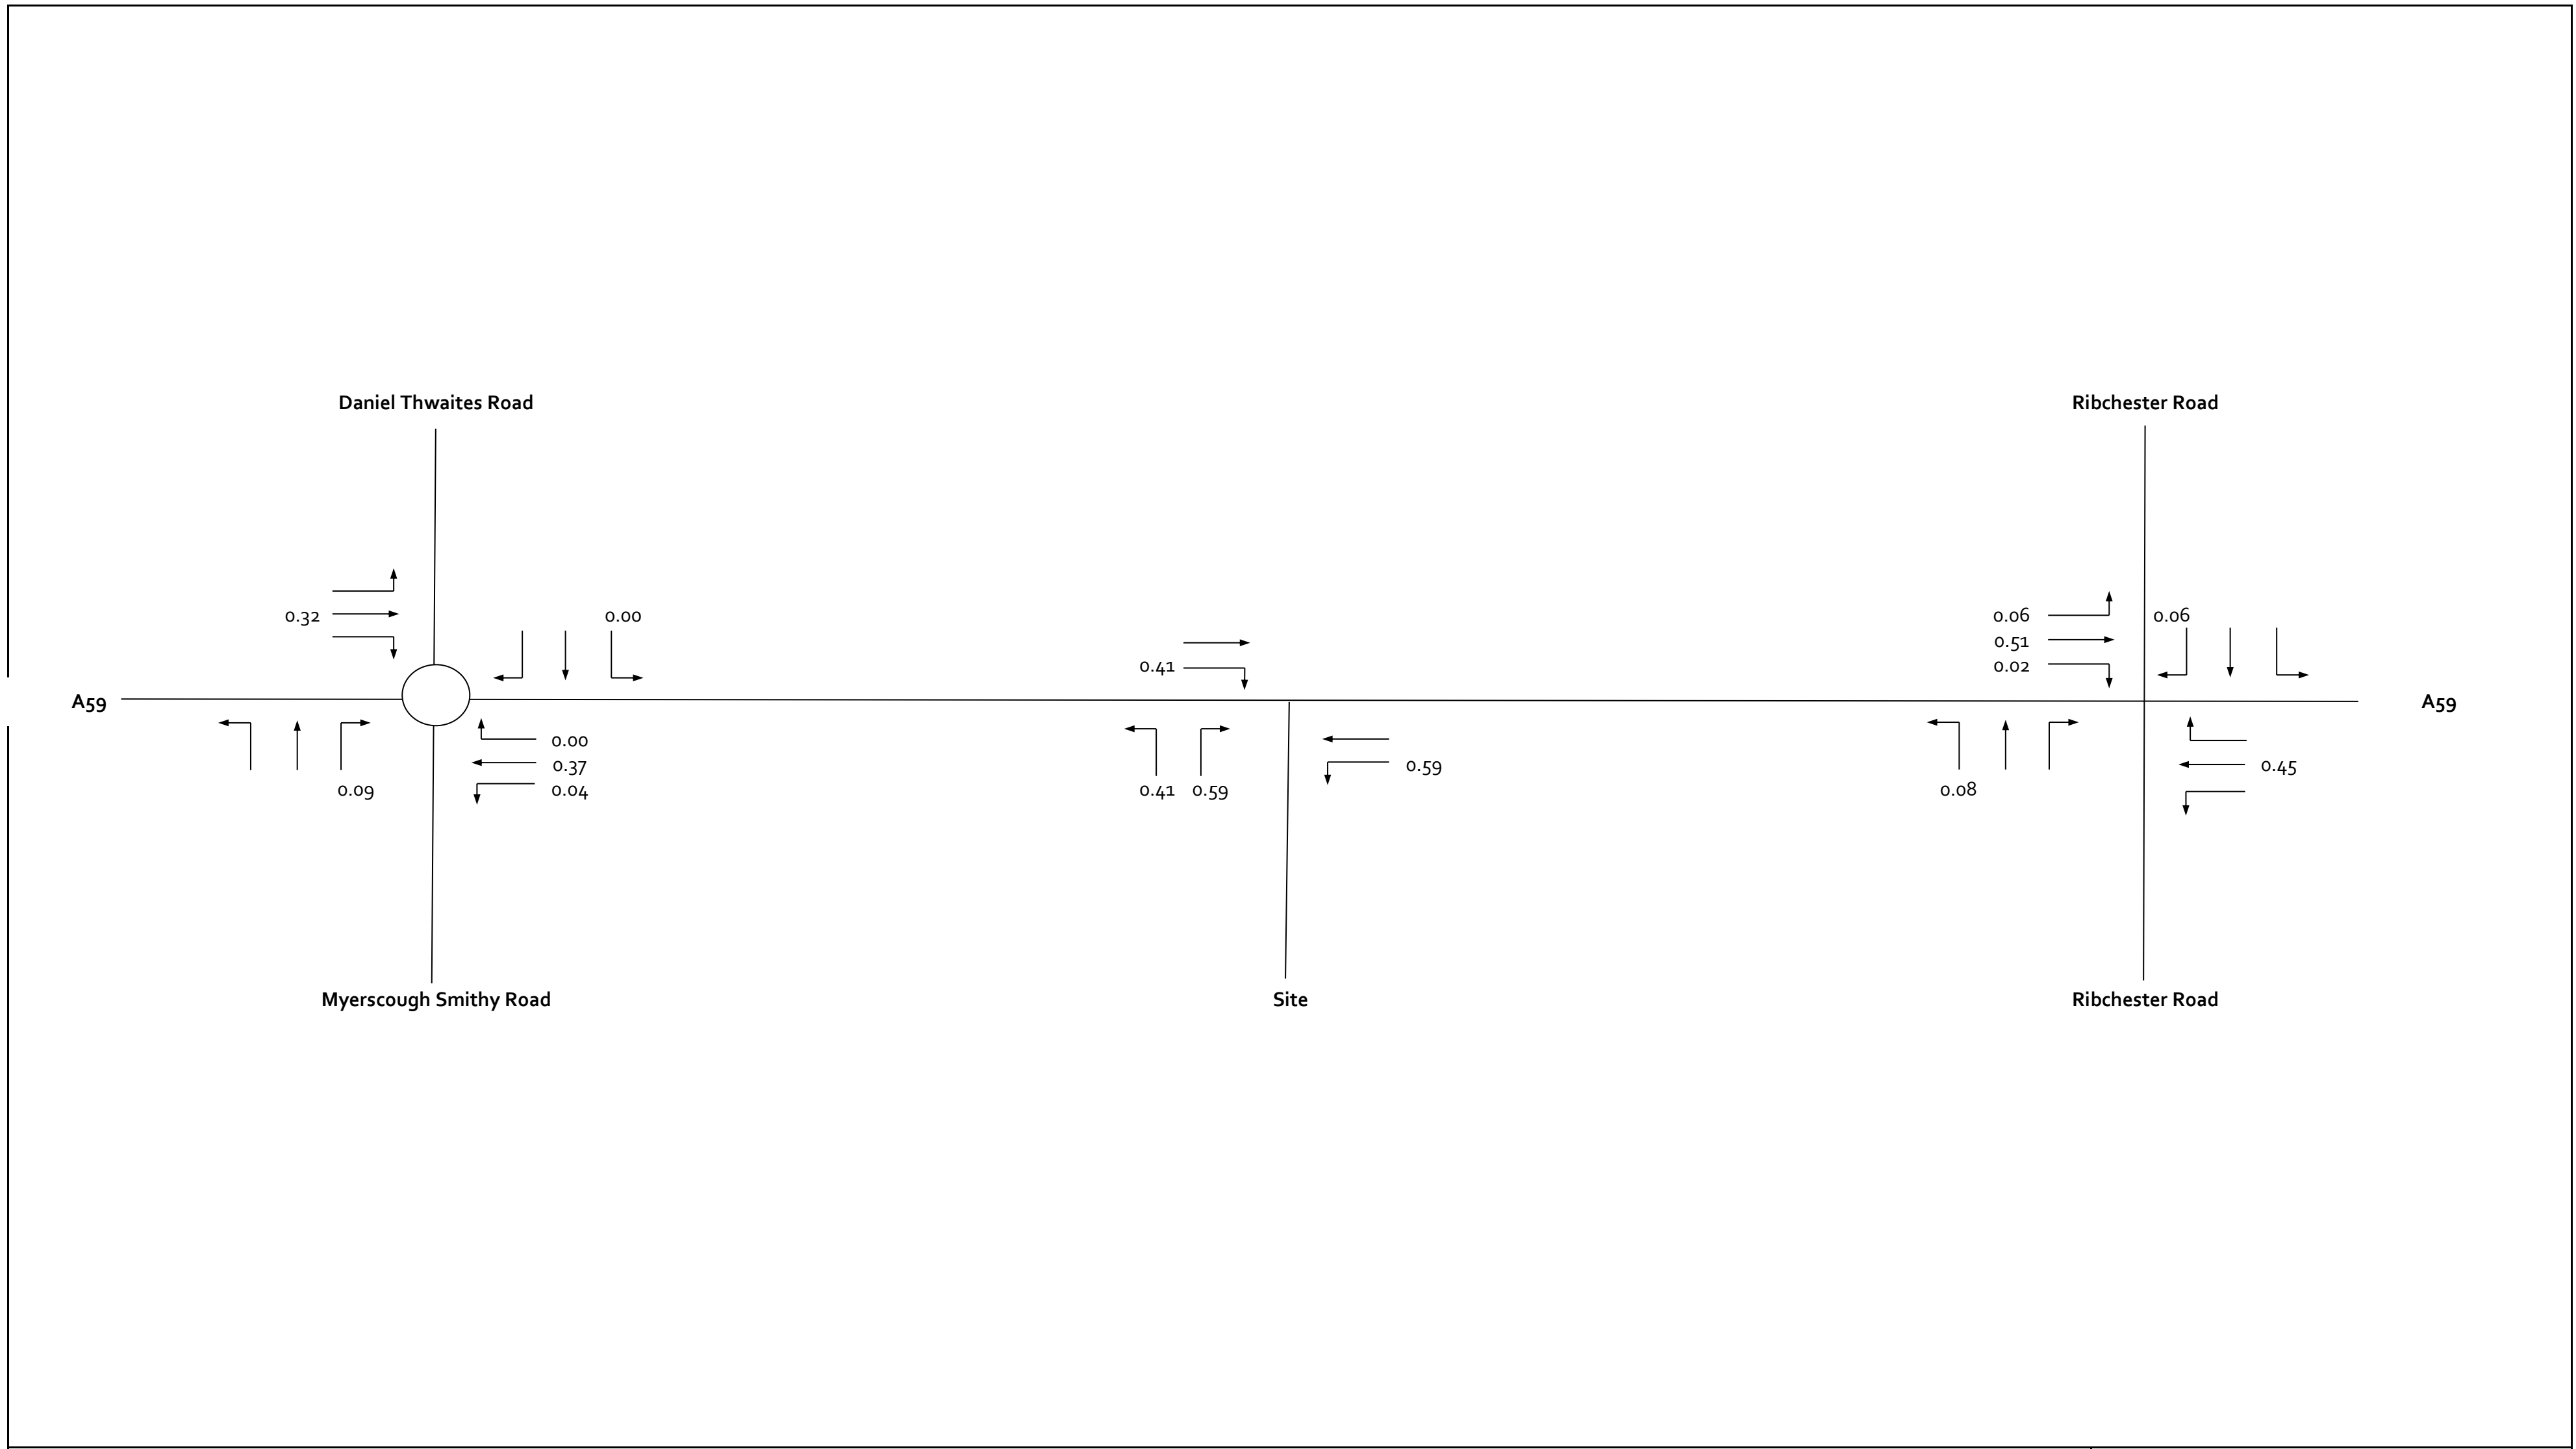 Daniel Thwaites Road
Ribchester Road
0.32
0.00
0.06
0.51
0.02
0.06
0.41
A59
A59
0.00
0.37
0.04
0.09
0.41
0.59
0.59
0.08
0.45
Myerscough Smithy Road
Site
Ribchester Road